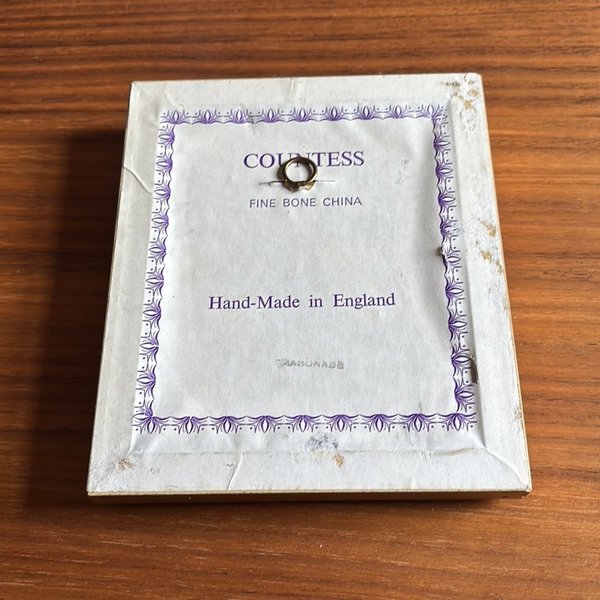 COUNTESS
FINE BONE CHINA
Hand-Made in England